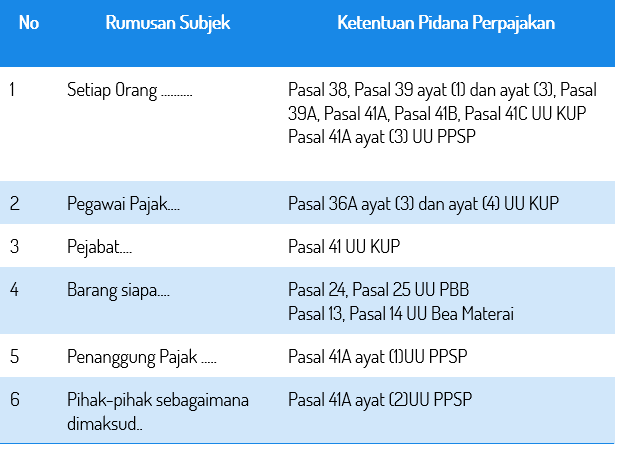 No Rumusan Subjek Ketentuan Pidana Perpajakan
1 Setiap Orang .......... Pasal 38, Pasal 39 ayat (1) dan ayat (3), Pasal
39A, Pasal 41A, Pasal 41B, Pasal 41C UU KUP
Pasal 41A ayat (3) UU PPSP
2 Pegawai Pajak.... Pasal 36A ayat (3) dan ayat (4) UU KUP
3 Pejabat.... Pasal 41 UU KUP
4 Barang siapa.... Pasal 24, Pasal 25 UU PBB
Pasal 13, Pasal 14 UU Bea Materai
5 Penanggung Pajak ..... Pasal 41A ayat (1)UU PPSP
6 Pihak-pihak sebagaimana Pasal 41A ayat (2)UU PPSP
dimaksud..